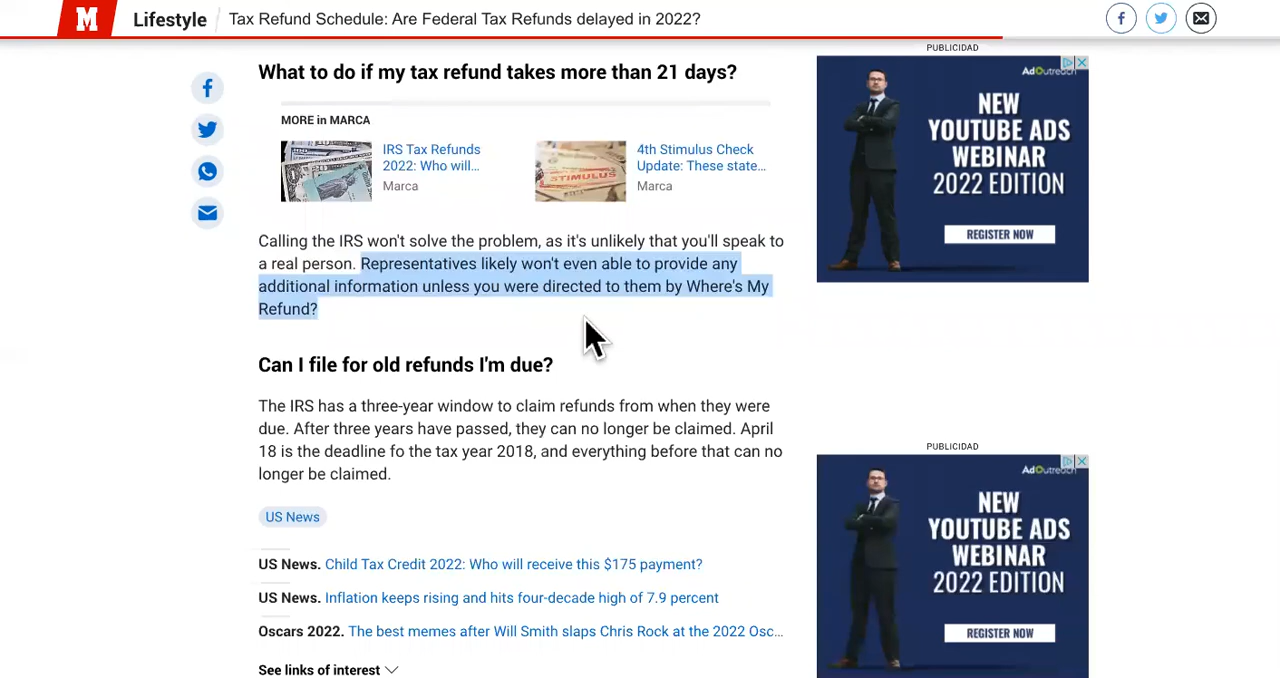 M Lifestyle Tax Refund Schedule: Are Federal Tax Refunds delayed in 2022?
What to do if my tax refund takes more than 21 days?
MORE in MARCA
IRS Tax Refunds
2022: Who will...
Marca
4th Stimulus Check
Update: These state...
Marca
STIMULUS
Calling the IRS won't solve the problem, as it's unlikely that you'll speak to
a real person. Representatives likely won't even able to provide any
additional information unless you were directed to them by Where's My
Refund?
Can I file for old refunds I'm due?
The IRS has a three-year window to claim refunds from when they were
due. After three years have passed, they can no longer be claimed. April
18 is the deadline fo the tax year 2018, and everything before that can no
longer be claimed.
US News
US News. Child Tax Credit 2022: Who will receive this $175 payment?
US News. Inflation keeps rising and hits four-decade high of 7.9 percent
Oscars 2022. The best memes after Will Smith slaps Chris Rock at the 2022 Osc...
See links of interest
PUBLICIDAD
AdOutreach
NEW
YOUTUBE ADS
WEBINAR
2022 EDITION
REGISTER NOW
PUBLICIDAD
AdOutreach
NEW
YOUTUBE ADS
WEBINAR
2022 EDITION
REGISTER NOW